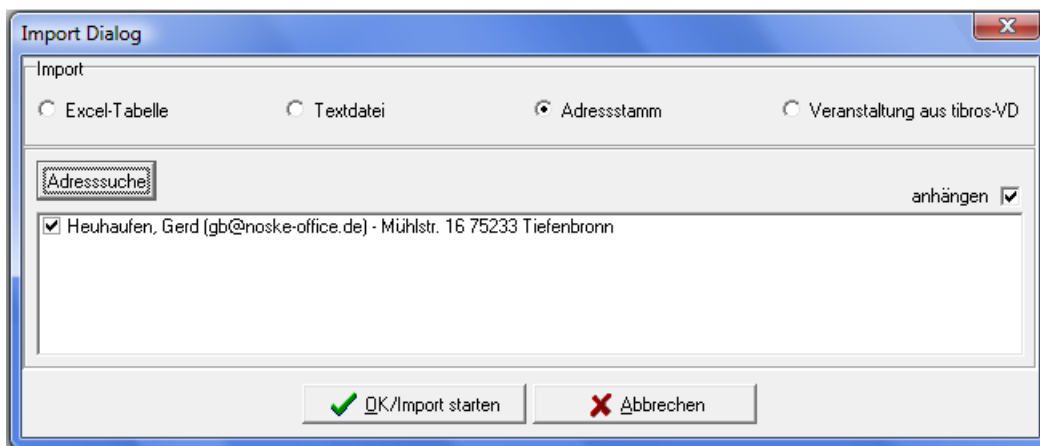 Import Dialog
Import
Excel-Tabelle Textdatei Adressstamm Veranstaltung aus tibros-VD
Adresssuche
anhängen
Heuhaufen, Gerd (gb@noske-office.de) - Mühlstr. 16 75233 Tiefenbronn
OK/Import starten Abbrechen